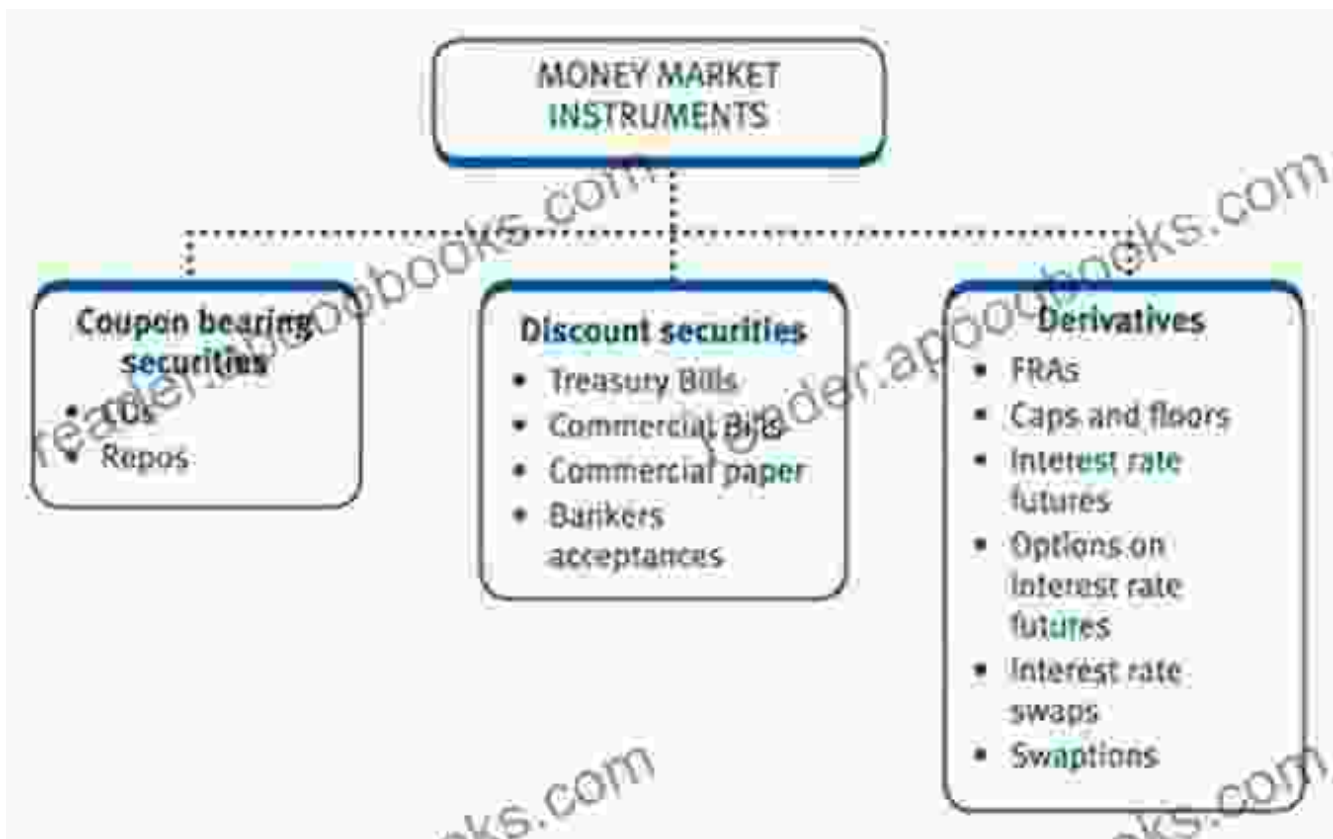 MONEY MARKET
INSTRUMENTS
Coupon bearing
securities
• CDs
• Repos
Discount securities
• Treasury Bills
• Commercial Bills
• Commercial paper
• Bankers
acceptances
Derivatives
• FRAs
• Caps and floors
• Interest rate
futures
• Options on
interest rate
futures
• Interest rate
swaps
• Swaptions